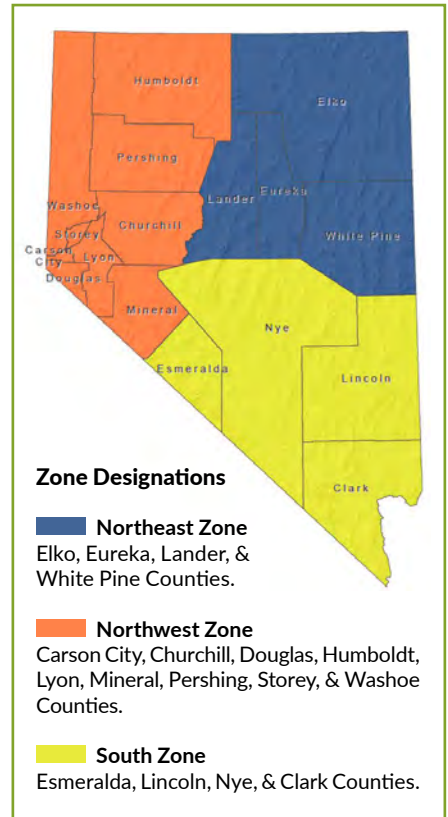 Humboldt
Elko
Pershing
Eureka
Lander
Washoe
Churchill
Storey
White Pine
Carson
City
Lyon
Douglas
Mineral
Nye
Esmeralda
Lincoln
Clark
Zone Designations
Northeast Zone
Elko, Eureka, Lander, &
White Pine Counties.
Northwest Zone
Carson City, Churchill, Douglas, Humboldt,
Lyon, Mineral, Pershing, Storey, & Washoe
Counties.
South Zone
Esmeralda, Lincoln, Nye, & Clark Counties.